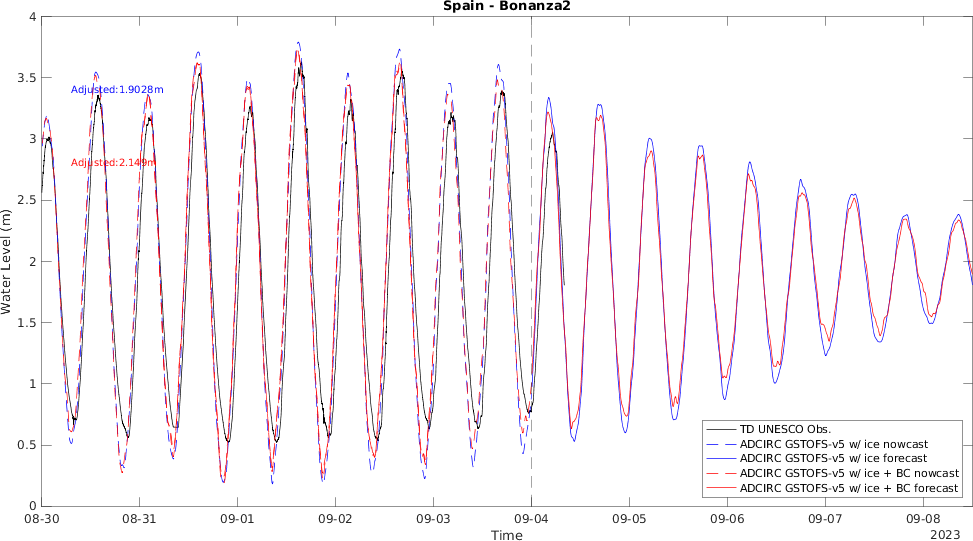 Spain - Bonanza2
4
3.5
3
2.5
2
1.5
1
0.5
0
Water Level (m)
Adjusted:1.9028m
Adjusted:2.149m
TD UNESCO Obs.
ADCIRC GSTOFS-v5 w/ ice nowcast
ADCIRC GSTOFS-v5 w/ ice forecast
ADCIRC GSTOFS-v5 w/ ice + BC nowcast
ADCIRC GSTOFS-v5 w/ ice + BC forecast
08-30 08-31 09-01 09-02 09-03 09-04 09-05 09-06 09-07 09-08
Time
2023